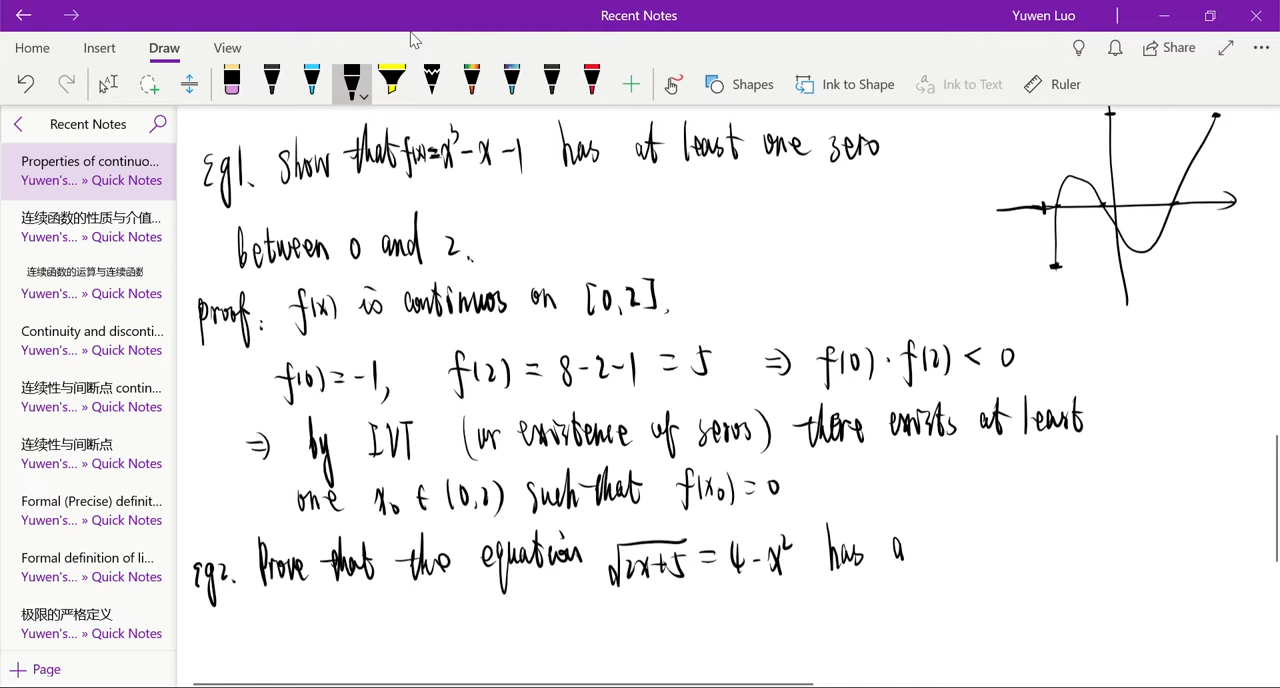 Recent Notes
Yuwen Luo
Home Insert Draw View
Share
Shapes
Ink to Shape
Ink to Text
Ruler
Recent Notes
Properties of continuo...
Yuwen's... » Quick Notes
连续函数的性质与介值...
Yuwen's... » Quick Notes
连续函数的运算与连续函数
Yuwen's... » Quick Notes
Continuity and disconti...
Yuwen's... » Quick Notes
连续性与间断点 contin...
Yuwen's... » Quick Notes
连续性与间断点
Yuwen's... » Quick Notes
Formal (Precise) definit...
Yuwen's... » Quick Notes
Formal definition of li...
Yuwen's... » Quick Notes
极限的严格定义
Yuwen's... » Quick Notes
Page
Eg1. Show that f(x)=x³-x-1 has at least one zero
between 0 and 2.
Proof: f(x) is continuos on [0,2].
f(0)=-1, f(2)=8-2-1=5 ⇒ f(0)·f(2)<0
⇒ by IVT (or existence of zeros) there exists at least
one x₀ ∈ (0,2) such that f(x₀)=0
Eg2. Prove that the equation √2x+5 = 4-x² has a